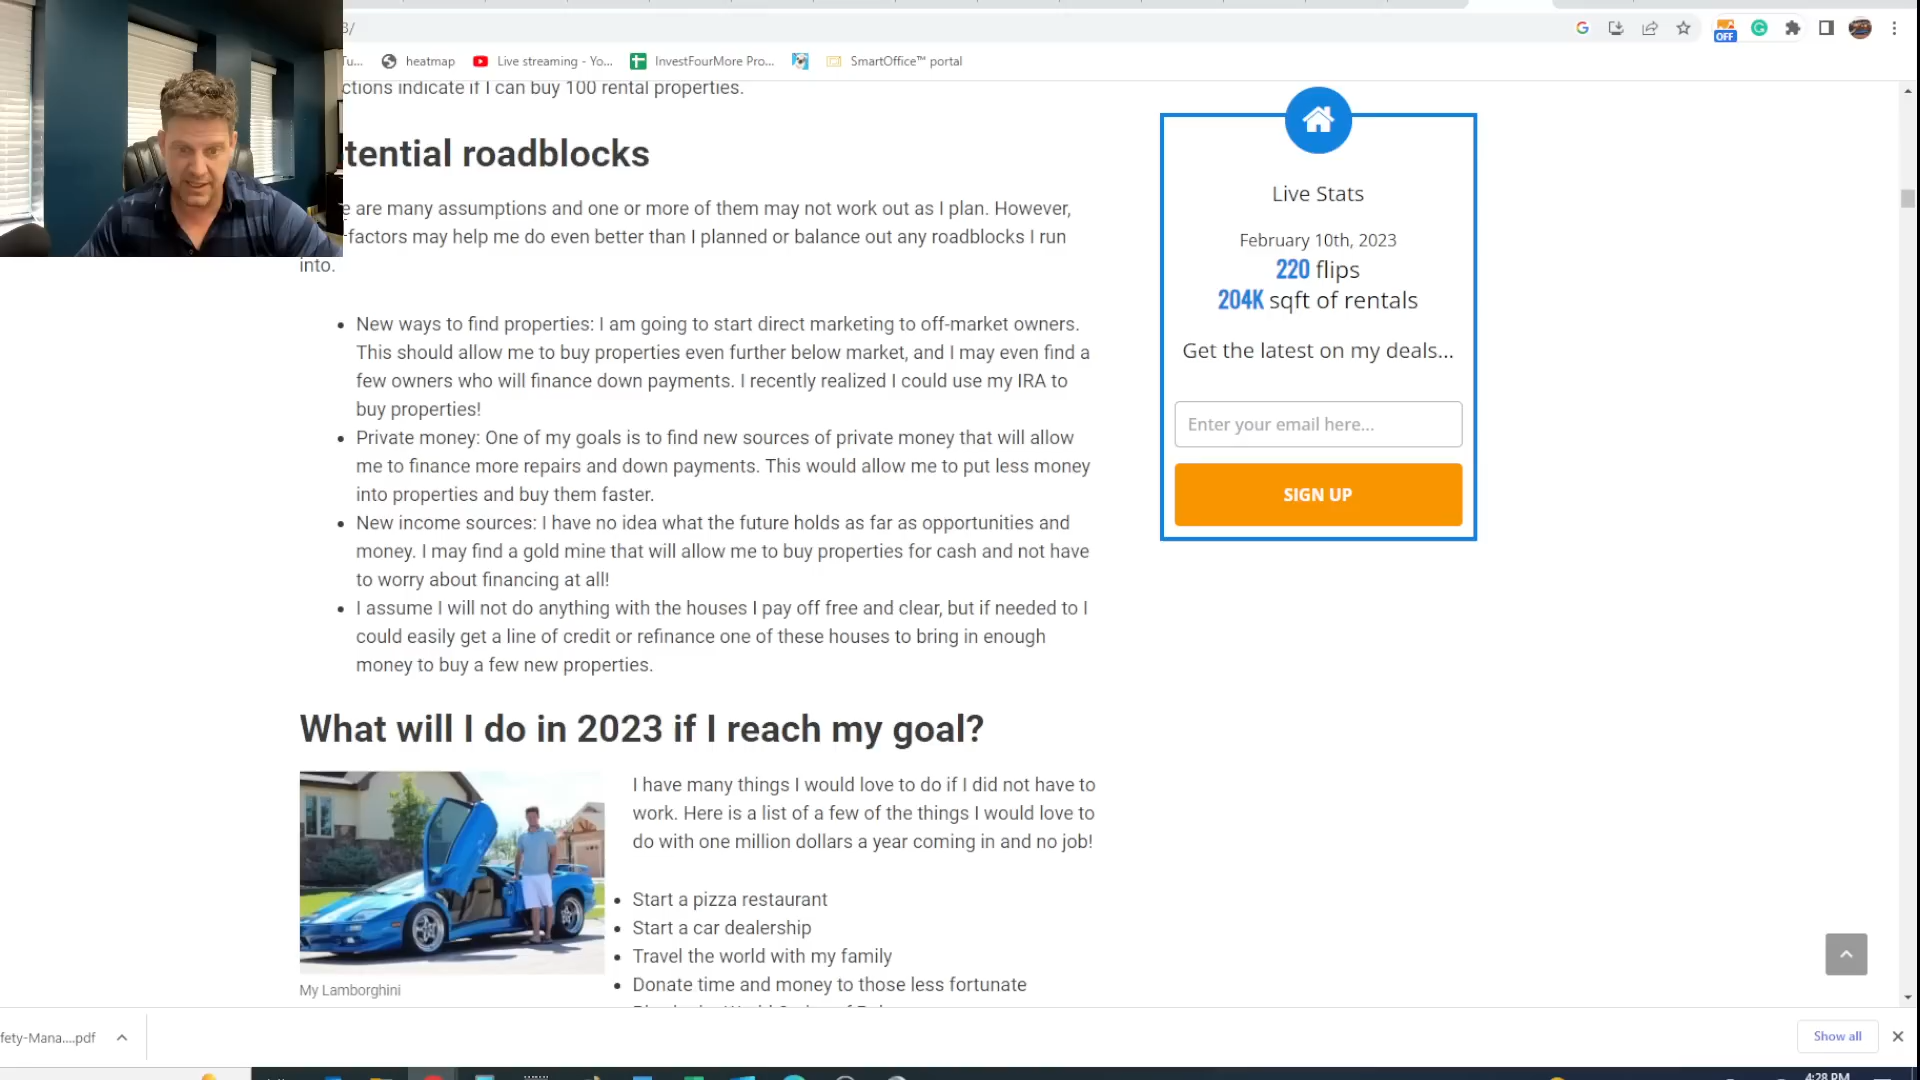 3/
Tu...
heatmap
Live streaming - Yo...
InvestFourMore Pro...
SmartOffice™ portal
OFF
ctions indicate if I can buy 100 rental properties.
tential roadblocks
e are many assumptions and one or more of them may not work out as I plan. However,
-factors may help me do even better than I planned or balance out any roadblocks I run
into.
• New ways to find properties: I am going to start direct marketing to off-market owners.
This should allow me to buy properties even further below market, and I may even find a
few owners who will finance down payments. I recently realized I could use my IRA to
buy properties!
• Private money: One of my goals is to find new sources of private money that will allow
me to finance more repairs and down payments. This would allow me to put less money
into properties and buy them faster.
• New income sources: I have no idea what the future holds as far as opportunities and
money. I may find a gold mine that will allow me to buy properties for cash and not have
to worry about financing at all!
• I assume I will not do anything with the houses I pay off free and clear, but if needed to I
could easily get a line of credit or refinance one of these houses to bring in enough
money to buy a few new properties.
What will I do in 2023 if I reach my goal?
I have many things I would love to do if I did not have to
work. Here is a list of a few of the things I would love to
do with one million dollars a year coming in and no job!
• Start a pizza restaurant
• Start a car dealership
• Travel the world with my family
• Donate time and money to those less fortunate
My Lamborghini
Live Stats
February 10th, 2023
220 flips
204K sqft of rentals
Get the latest on my deals...
Enter your email here...
SIGN UP
fety-Mana....pdf
Show all
4:28 PM